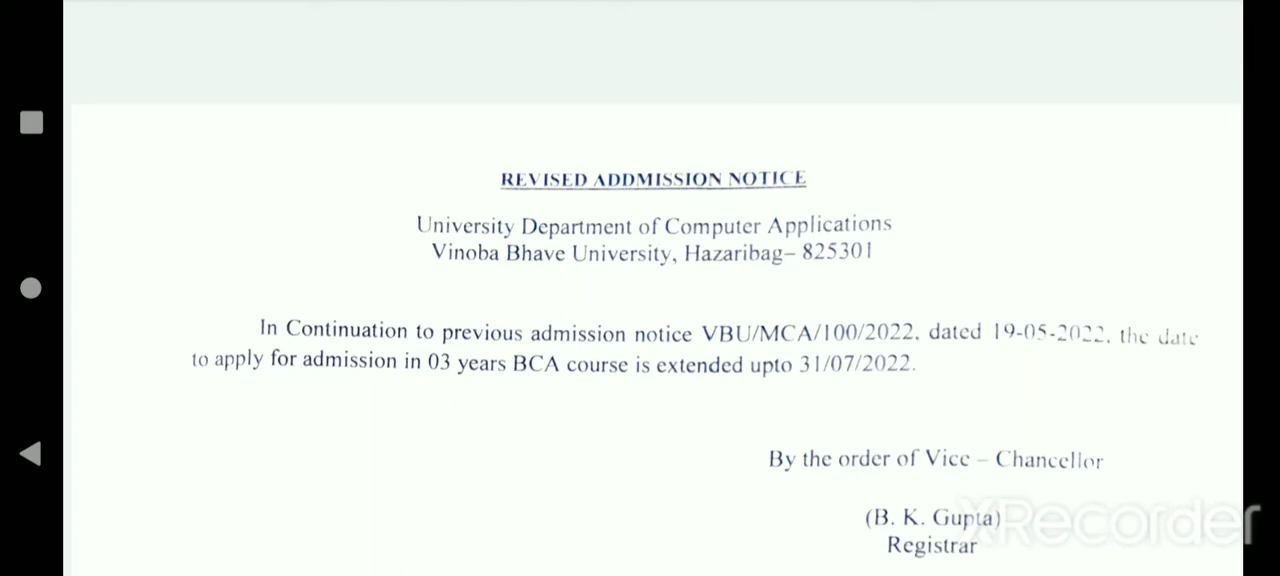 REVISED ADDMISSION NOTICE
University Department of Computer Applications
Vinoba Bhave University, Hazaribag– 825301
In Continuation to previous admission notice VBU/MCA/100/2022, dated 19-05-2022, the date
to apply for admission in 03 years BCA course is extended upto 31/07/2022.
By the order of Vice – Chancellor
(B. K. Gupta)
Registrar
XRecorder